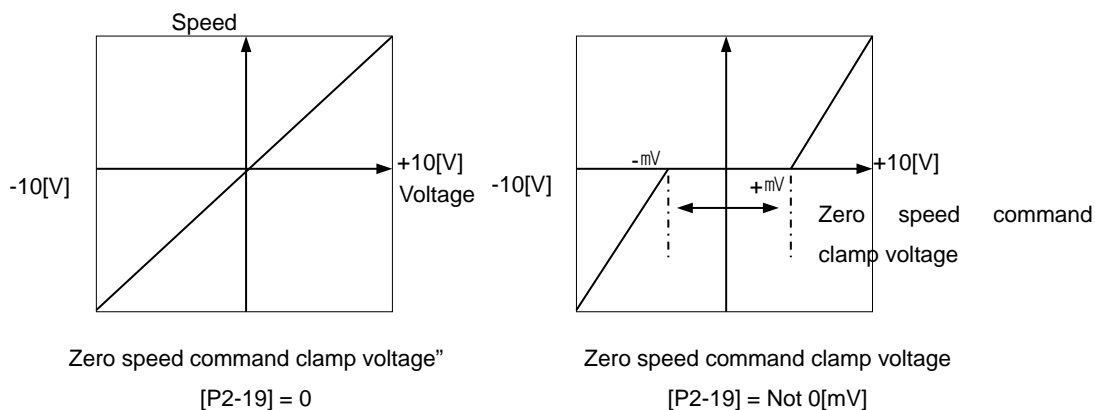 Speed
+10[V]
-10[V]
Voltage
Zero speed command clamp voltage”
[P2-19] = 0
-㎷
+10[V]
-10[V]
+㎷
Zero speed command
clamp voltage
Zero speed command clamp voltage
[P2-19] = Not 0[mV]